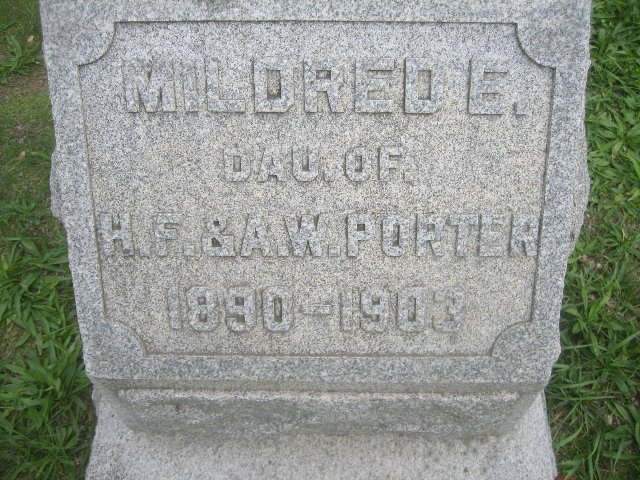 MILDRED E.
DAU. OF
H.F. & A.W. PORTER
1890-1903